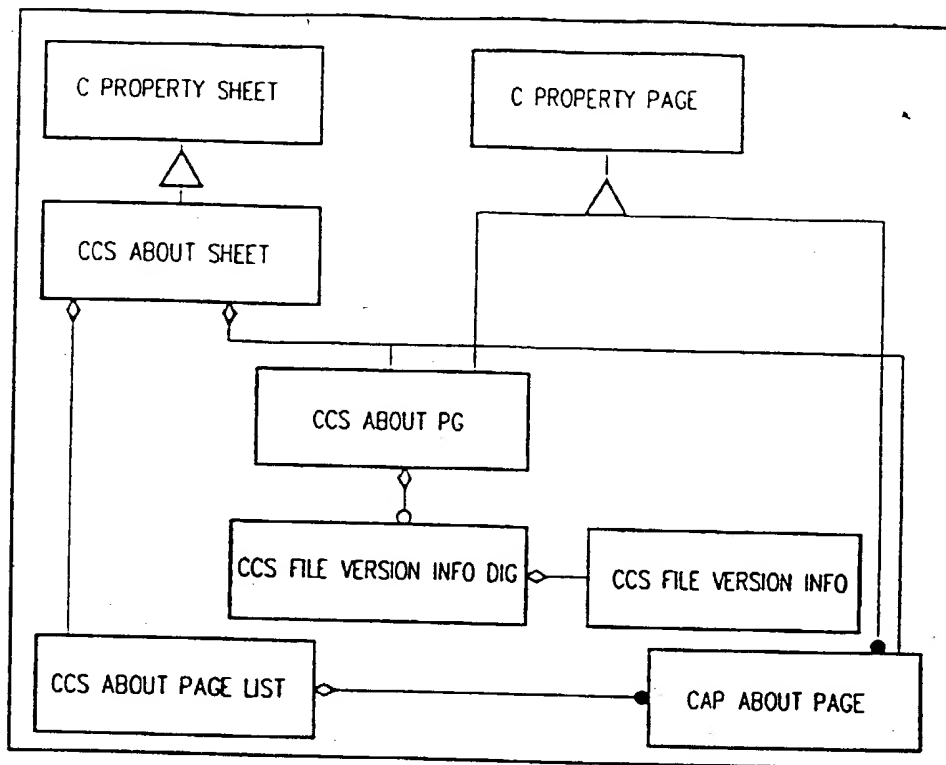 C PROPERTY SHEET
C PROPERTY PAGE
CCS ABOUT SHEET
CCS ABOUT PG
CCS FILE VERSION INFO DIG
CCS FILE VERSION INFO
CCS ABOUT PAGE LIST
CAP ABOUT PAGE